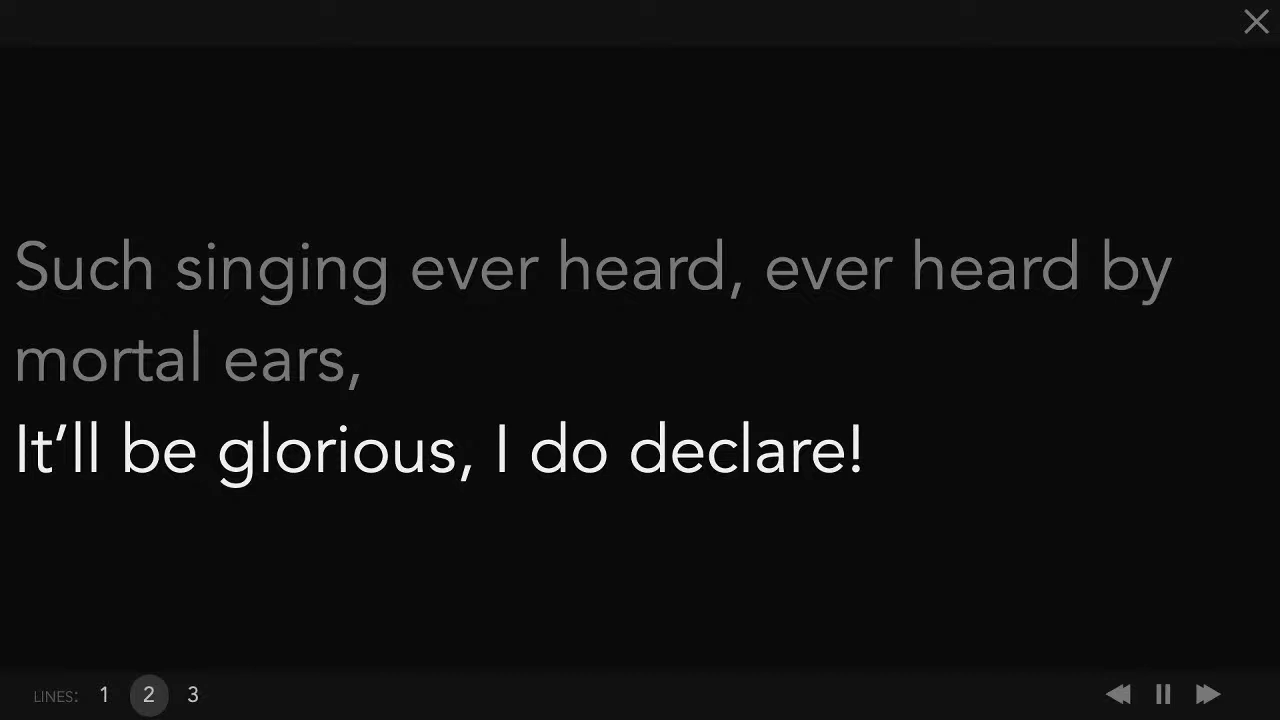 Such singing ever heard, ever heard by
mortal ears,
It’ll be glorious, I do declare!
LINES: 1 2 3